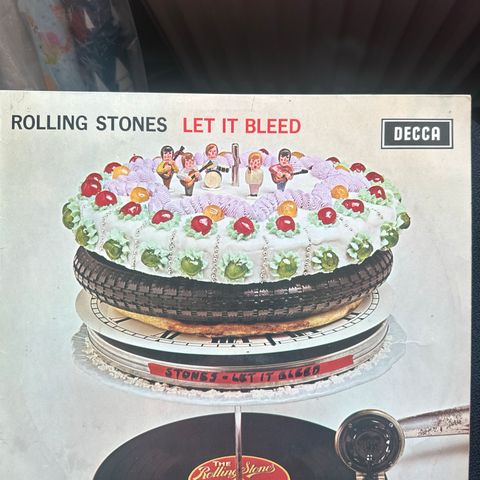 ROLLING STONES LET IT BLEED
DECCA
STONES - LET IT BLEED
THE
Rolling Stones